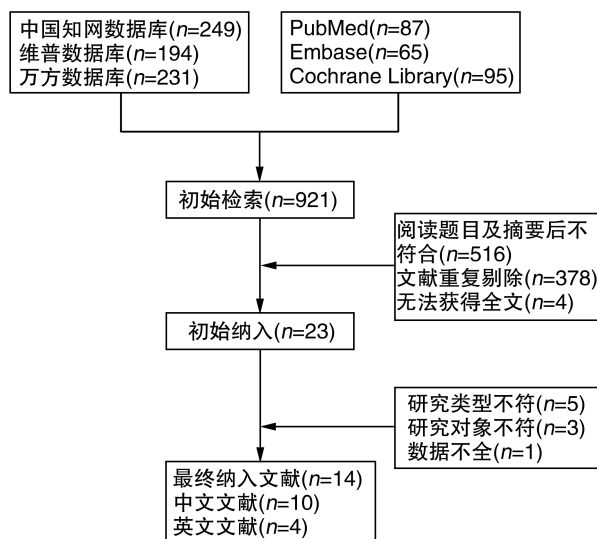 中国知网数据库(n=249)
维普数据库(n=194)
万方数据库(n=231)
PubMed(n=87)
Embase(n=65)
Cochrane Library(n=95)
初始检索(n=921)
阅读题目及摘要后不
符合(n=516)
文献重复剔除(n=378)
无法获得全文(n=4)
初始纳入(n=23)
研究类型不符(n=5)
研究对象不符(n=3)
数据不全(n=1)
最终纳入文献(n=14)
中文文献(n=10)
英文文献(n=4)